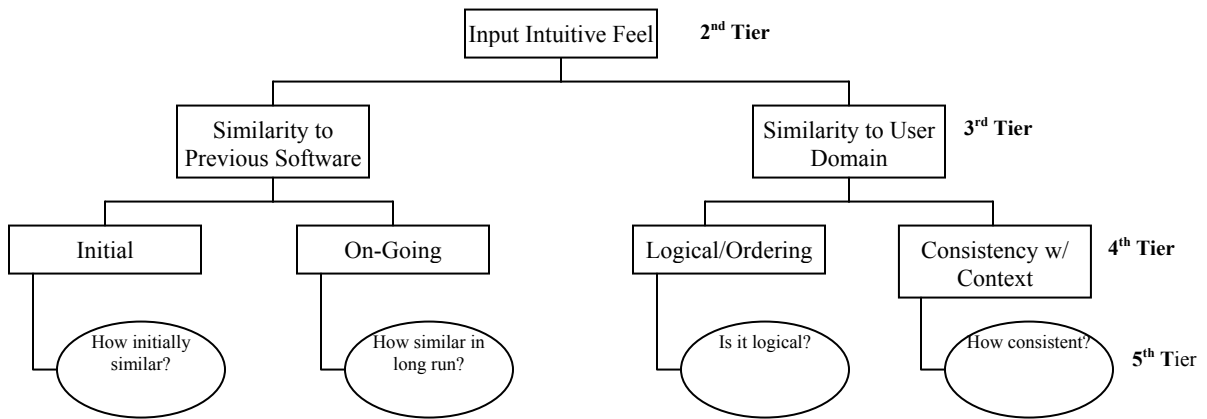 Input Intuitive Feel
2nd Tier
Similarity to
Previous Software
Similarity to User
Domain
3rd Tier
Initial
On-Going
Logical/Ordering
Consistency w/
Context
4th Tier
How initially
similar?
How similar in
long run?
Is it logical?
How consistent?
5th Tier